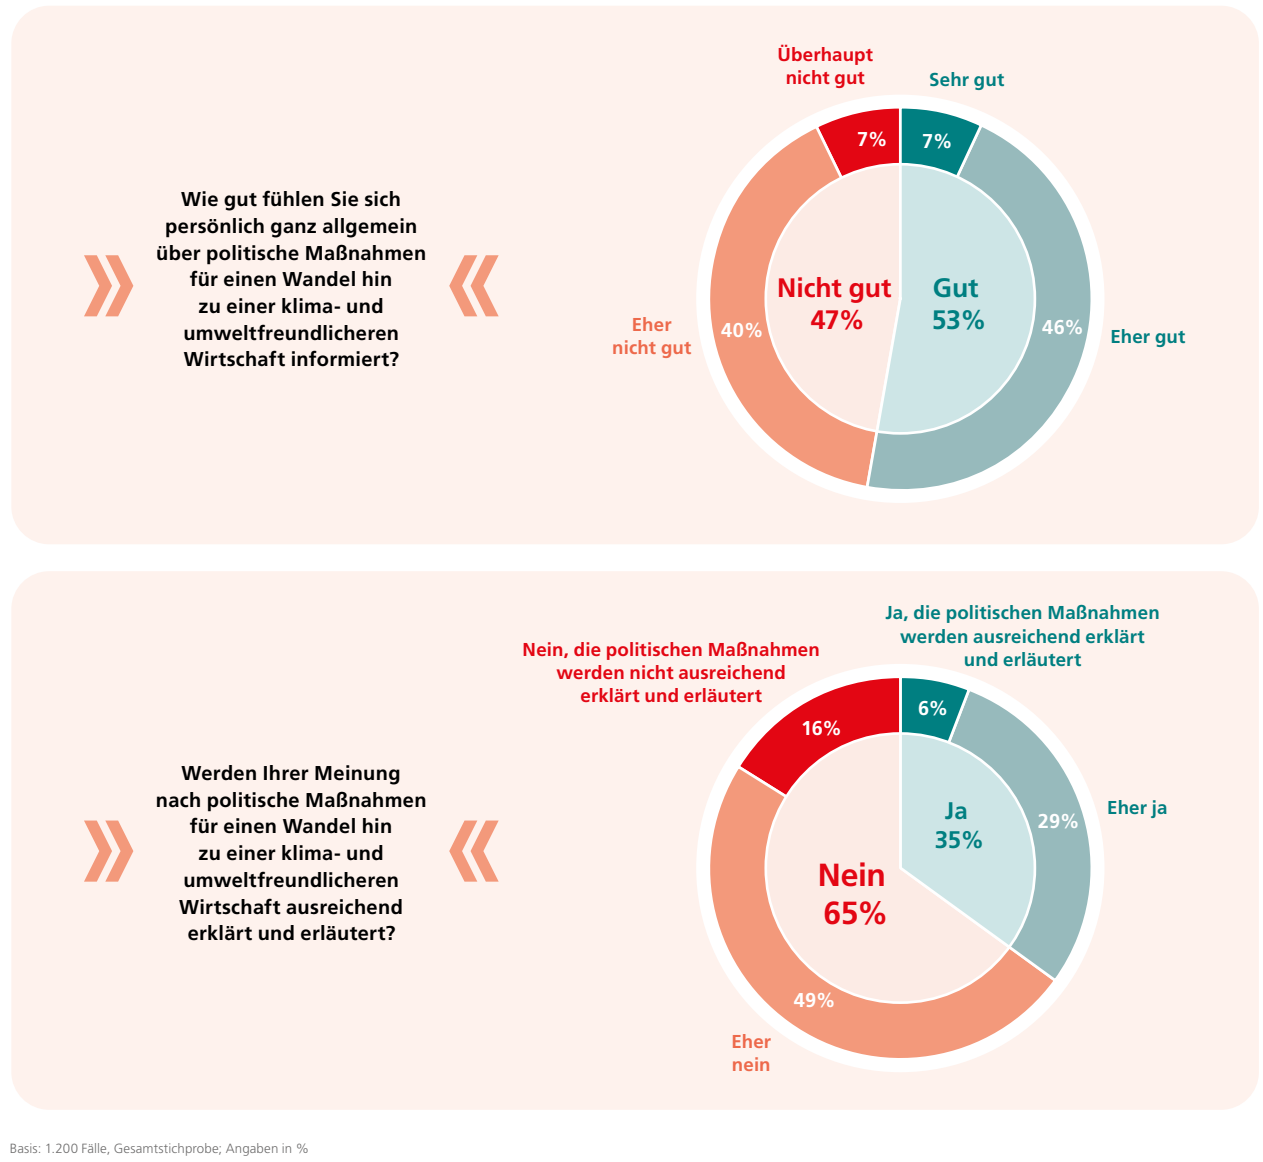 Wie gut fühlen Sie sich
persönlich ganz allgemein
über politische Maßnahmen
für einen Wandel hin
zu einer klima- und
umweltfreundlicheren
Wirtschaft informiert?
Überhaupt
nicht gut
Sehr gut
7%
7%
Nicht gut
47%
Gut
53%
Eher
nicht gut
40%
46%
Eher gut
Werden Ihrer Meinung
nach politische Maßnahmen
für einen Wandel hin
zu einer klima- und
umweltfreundlicheren
Wirtschaft ausreichend
erklärt und erläutert?
Nein, die politischen Maßnahmen
werden nicht ausreichend
erklärt und erläutert
Ja, die politischen Maßnahmen
werden ausreichend erklärt
und erläutert
16%
6%
Ja
35%
29%
Eher ja
Nein
65%
49%
Eher
nein
Basis: 1.200 Fälle, Gesamtstichprobe; Angaben in %